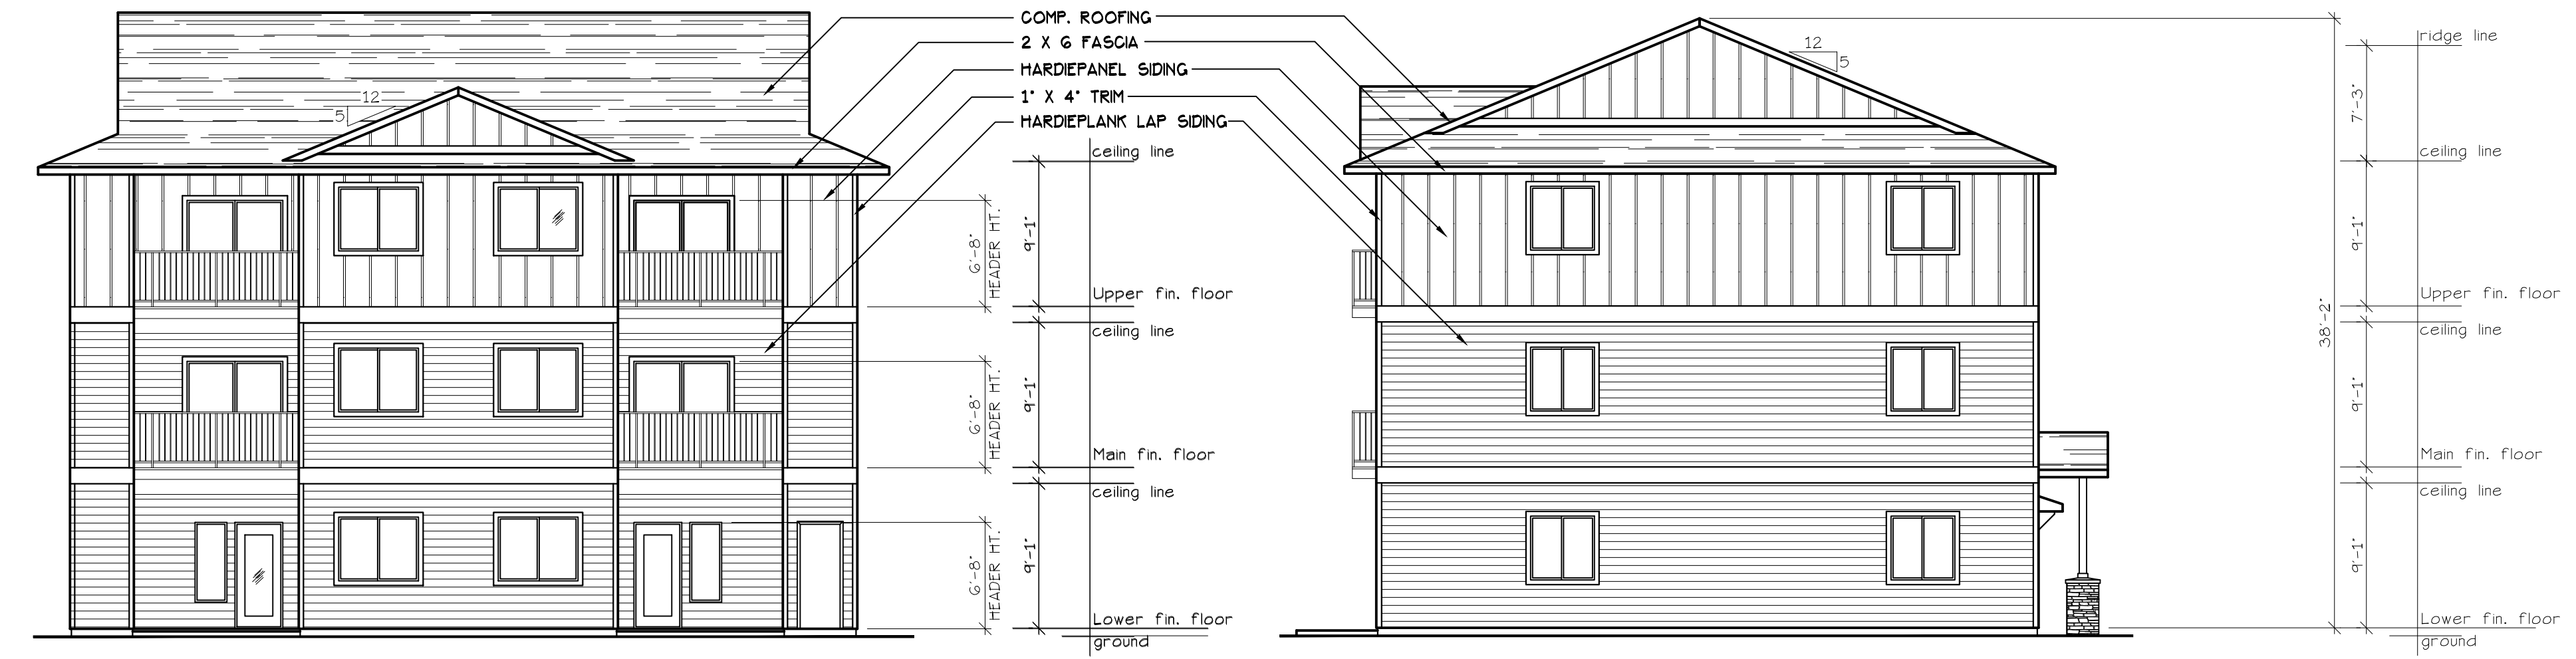 COMP. ROOFING
2 X 6 FASCIA
HARDIEPANEL SIDING
1" X 4" TRIM
HARDIEPLANK LAP SIDING
12
5
ceiling line
9'-1"
6'-8"
HEADER HT.
Upper fin. floor
ceiling line
9'-1"
6'-8"
HEADER HT.
Main fin. floor
ceiling line
9'-1"
6'-8"
HEADER HT.
Lower fin. floor
ground
12
5
38'-2"
ridge line
7'-3"
ceiling line
9'-1"
Upper fin. floor
ceiling line
9'-1"
Main fin. floor
ceiling line
9'-1"
Lower fin. floor
ground